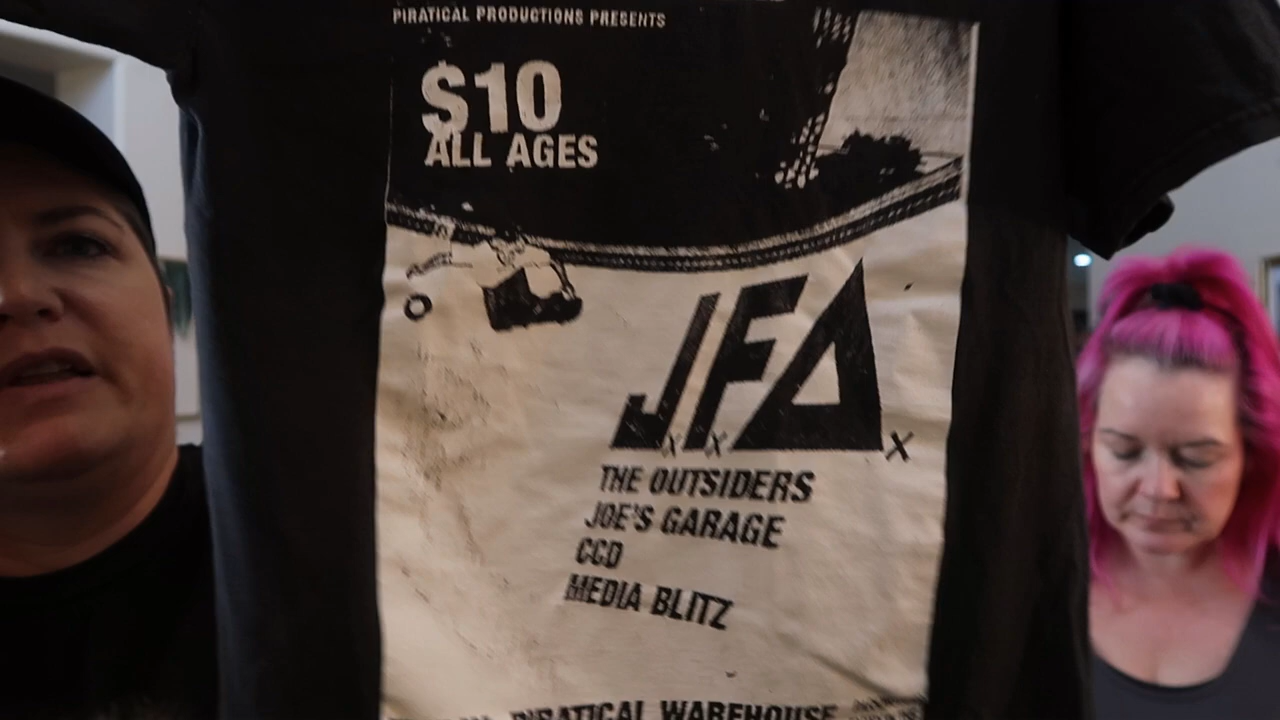 PIRATICAL PRODUCTIONS PRESENTS
$10
ALL AGES
JFA
X X X
THE OUTSIDERS
JOE'S GARAGE
CCD
MEDIA BLITZ
PIRATICAL WAREHOUSE